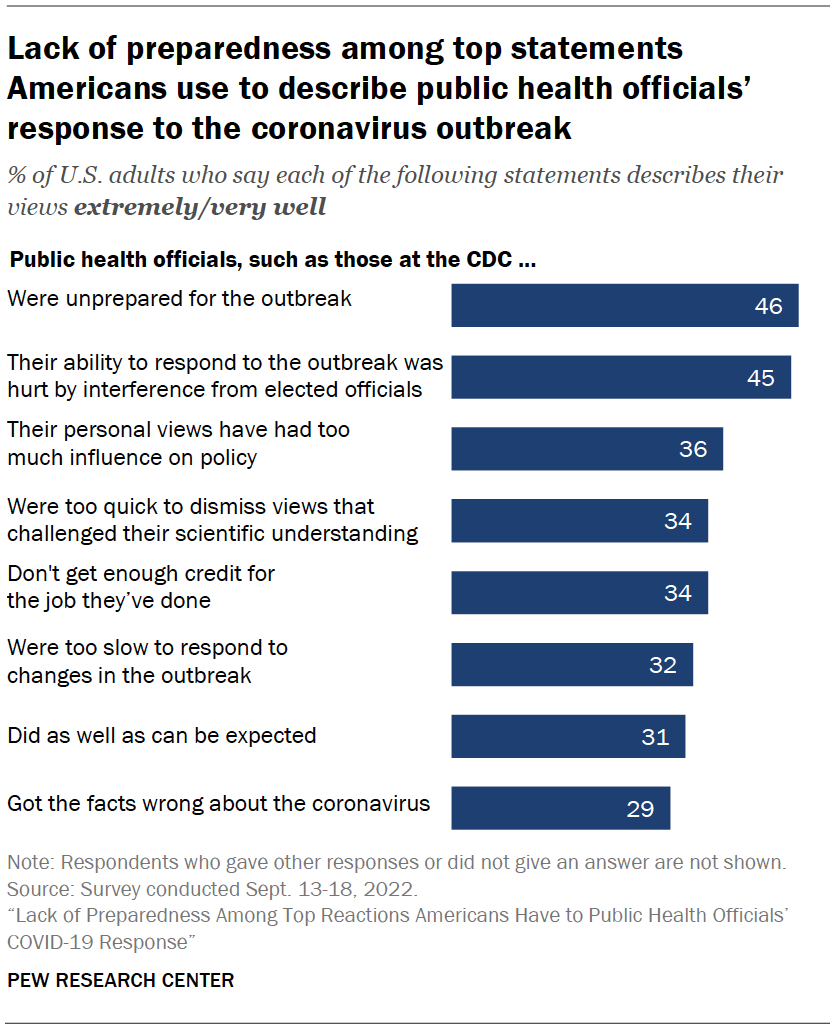 Lack of preparedness among top statements
Americans use to describe public health officials’
response to the coronavirus outbreak
% of U.S. adults who say each of the following statements describes their
views extremely/very well
Public health officials, such as those at the CDC ...
Were unprepared for the outbreak
46
Their ability to respond to the outbreak was
hurt by interference from elected officials
45
Their personal views have had too
much influence on policy
36
Were too quick to dismiss views that
challenged their scientific understanding
34
Don't get enough credit for
the job they’ve done
34
Were too slow to respond to
changes in the outbreak
32
Did as well as can be expected
31
Got the facts wrong about the coronavirus
29
Note: Respondents who gave other responses or did not give an answer are not shown.
Source: Survey conducted Sept. 13-18, 2022.
“Lack of Preparedness Among Top Reactions Americans Have to Public Health Officials’
COVID-19 Response”
PEW RESEARCH CENTER